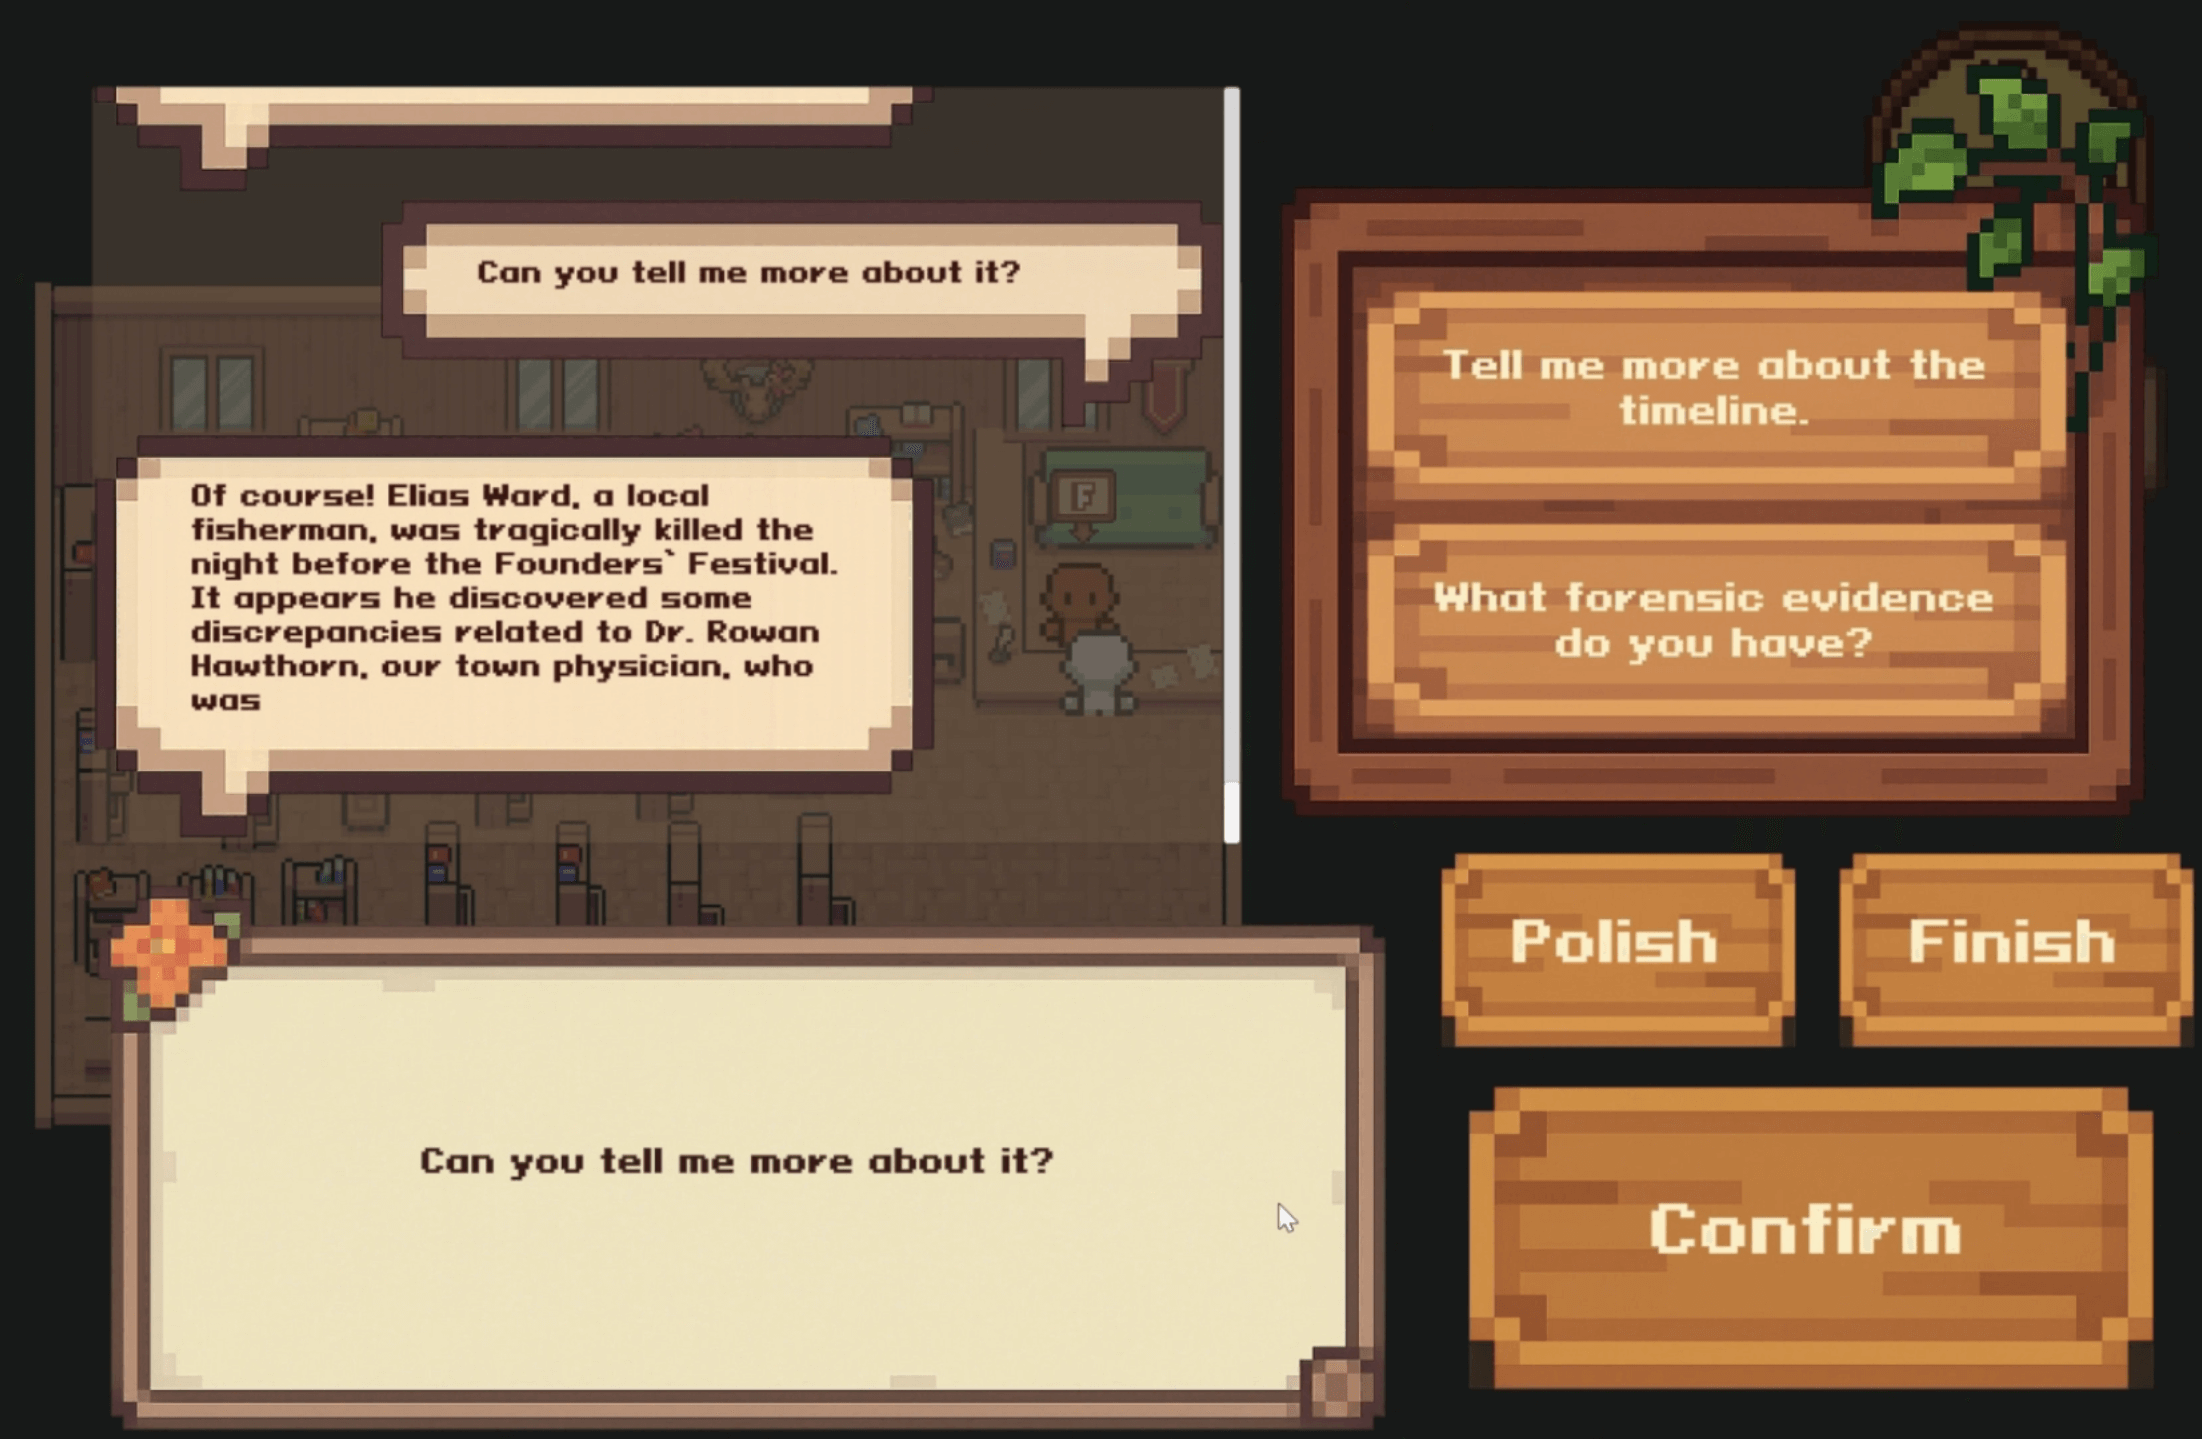 Can you tell me more about it?
Of course! Elias Ward, a local
fisherman, was tragically killed the
night before the Founders` Festival.
It appears he discovered some
discrepancies related to Dr. Rowan
Hawthorn, our town physician, who
was
F
Can you tell me more about it?
Tell me more about the
timeline.
What forensic evidence
do you have?
Polish
Finish
Confirm